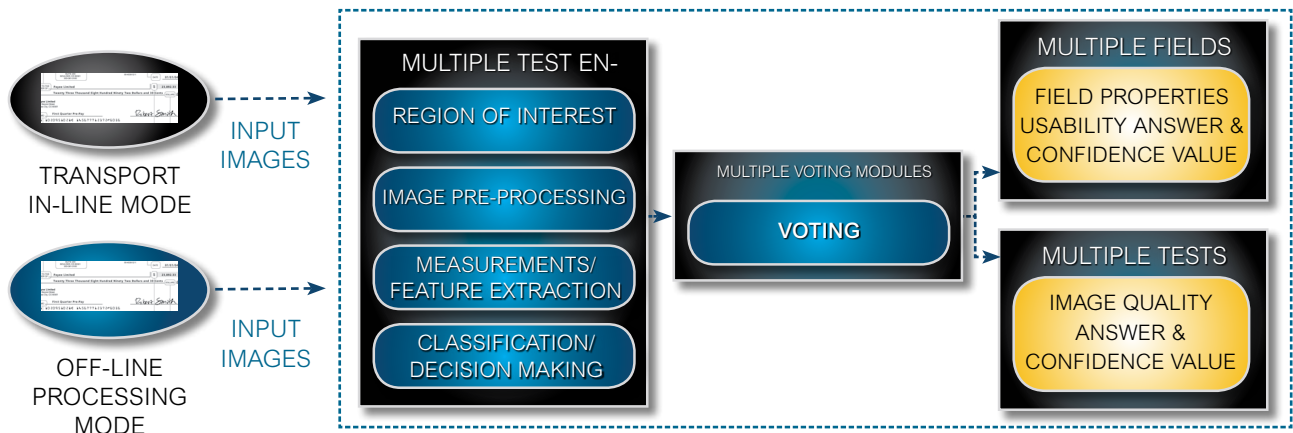 TRANSPORT
IN-LINE MODE
INPUT
IMAGES
OFF-LINE
PROCESSING
MODE
INPUT
IMAGES
MULTIPLE TEST EN-
REGION OF INTEREST
IMAGE PRE-PROCESSING
MEASUREMENTS/
FEATURE EXTRACTION
CLASSIFICATION/
DECISION MAKING
MULTIPLE VOTING MODULES
VOTING
MULTIPLE FIELDS
FIELD PROPERTIES
USABILITY ANSWER &
CONFIDENCE VALUE
MULTIPLE TESTS
IMAGE QUALITY
ANSWER &
CONFIDENCE VALUE